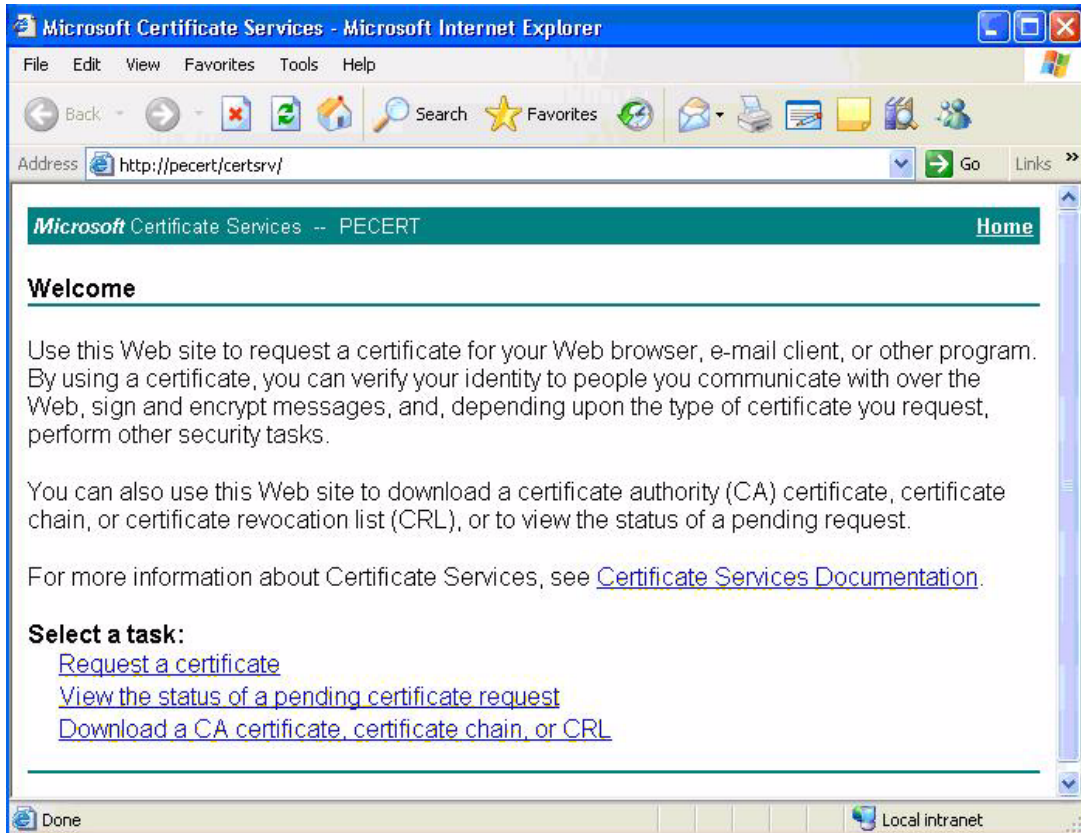 Microsoft Certificate Services - Microsoft Internet Explorer
File Edit View Favorites Tools Help
Back Search Favorites
Address http://pecert/certsrv/ Go Links »
Microsoft Certificate Services -- PECERT Home
Welcome
Use this Web site to request a certificate for your Web browser, e-mail client, or other program.
By using a certificate, you can verify your identity to people you communicate with over the
Web, sign and encrypt messages, and, depending upon the type of certificate you request,
perform other security tasks.
You can also use this Web site to download a certificate authority (CA) certificate, certificate
chain, or certificate revocation list (CRL), or to view the status of a pending request.
For more information about Certificate Services, see Certificate Services Documentation.
Select a task:
Request a certificate
View the status of a pending certificate request
Download a CA certificate, certificate chain, or CRL
Done Local intranet